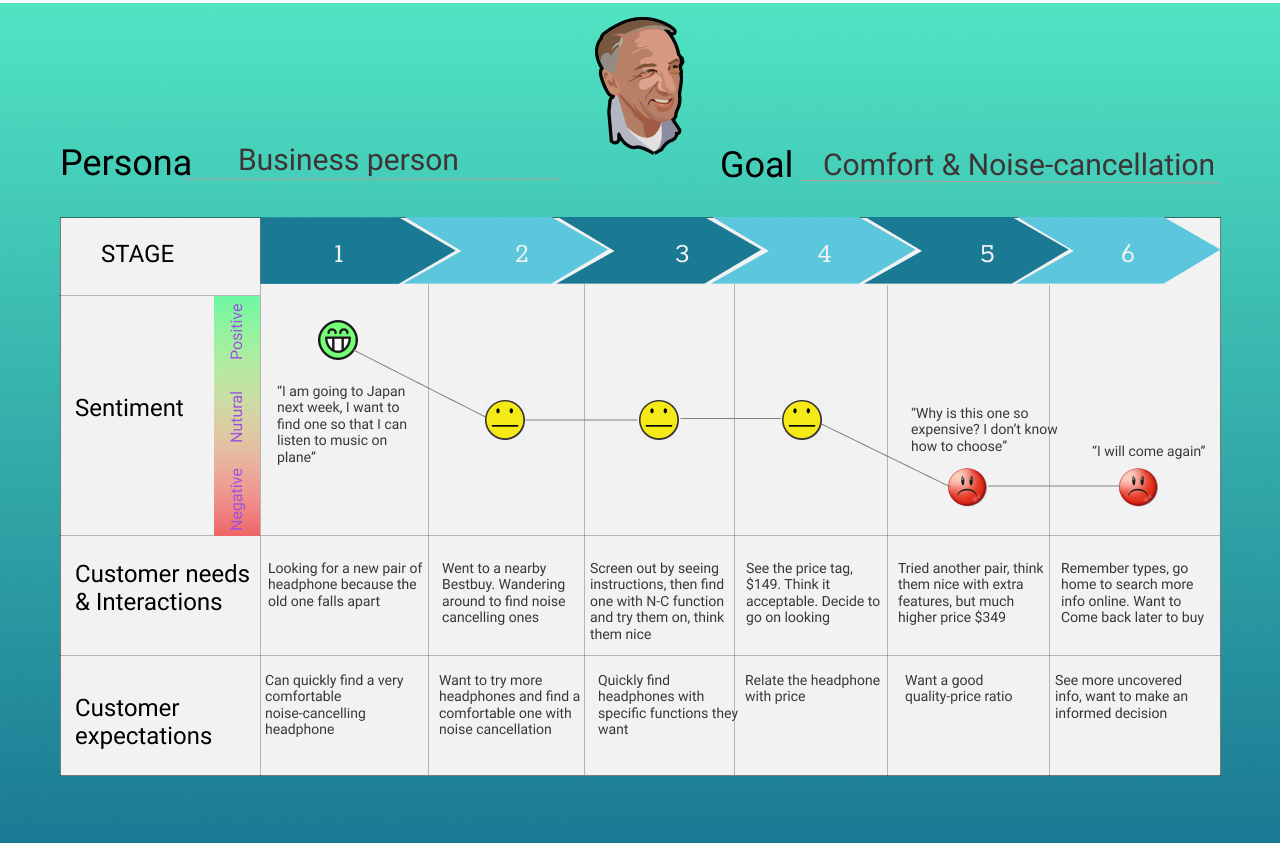 Persona Business person
Goal Comfort & Noise-cancellation
STAGE
1
2
3
4
5
6
Sentiment
Positive
Nutural
Negative
“I am going to Japan
next week, I want to
find one so that I can
listen to music on
plane”
“Why is this one so
expensive? I don’t know
how to choose”
“I will come again”
Customer needs
& Interactions
Looking for a new pair of
headphone because the
old one falls apart
Went to a nearby
Bestbuy. Wandering
around to find noise
cancelling ones
Screen out by seeing
instructions, then find
one with N-C function
and try them on, think
them nice
See the price tag,
$149. Think it
acceptable. Decide to
go on looking
Tried another pair, think
them nice with extra
features, but much
higher price $349
Remember types, go
home to search more
info online. Want to
Come back later to buy
Customer
expectations
Can quickly find a very
comfortable
noise-cancelling
headphone
Want to try more
headphones and find a
comfortable one with
noise cancellation
Quickly find
headphones with
specific functions they
want
Relate the headphone
with price
Want a good
quality-price ratio
See more uncovered
info, want to make an
informed decision